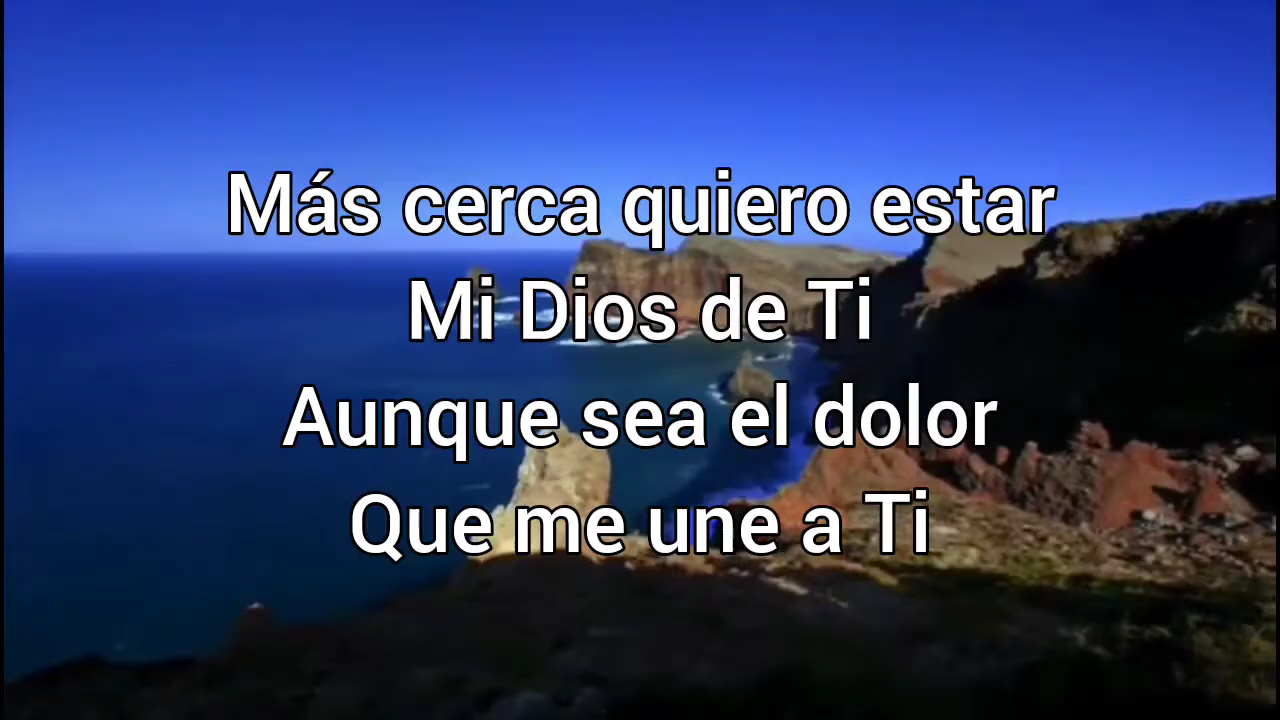 Más cerca quiero estar
Mi Dios de Ti
Aunque sea el dolor
Que me une a Ti